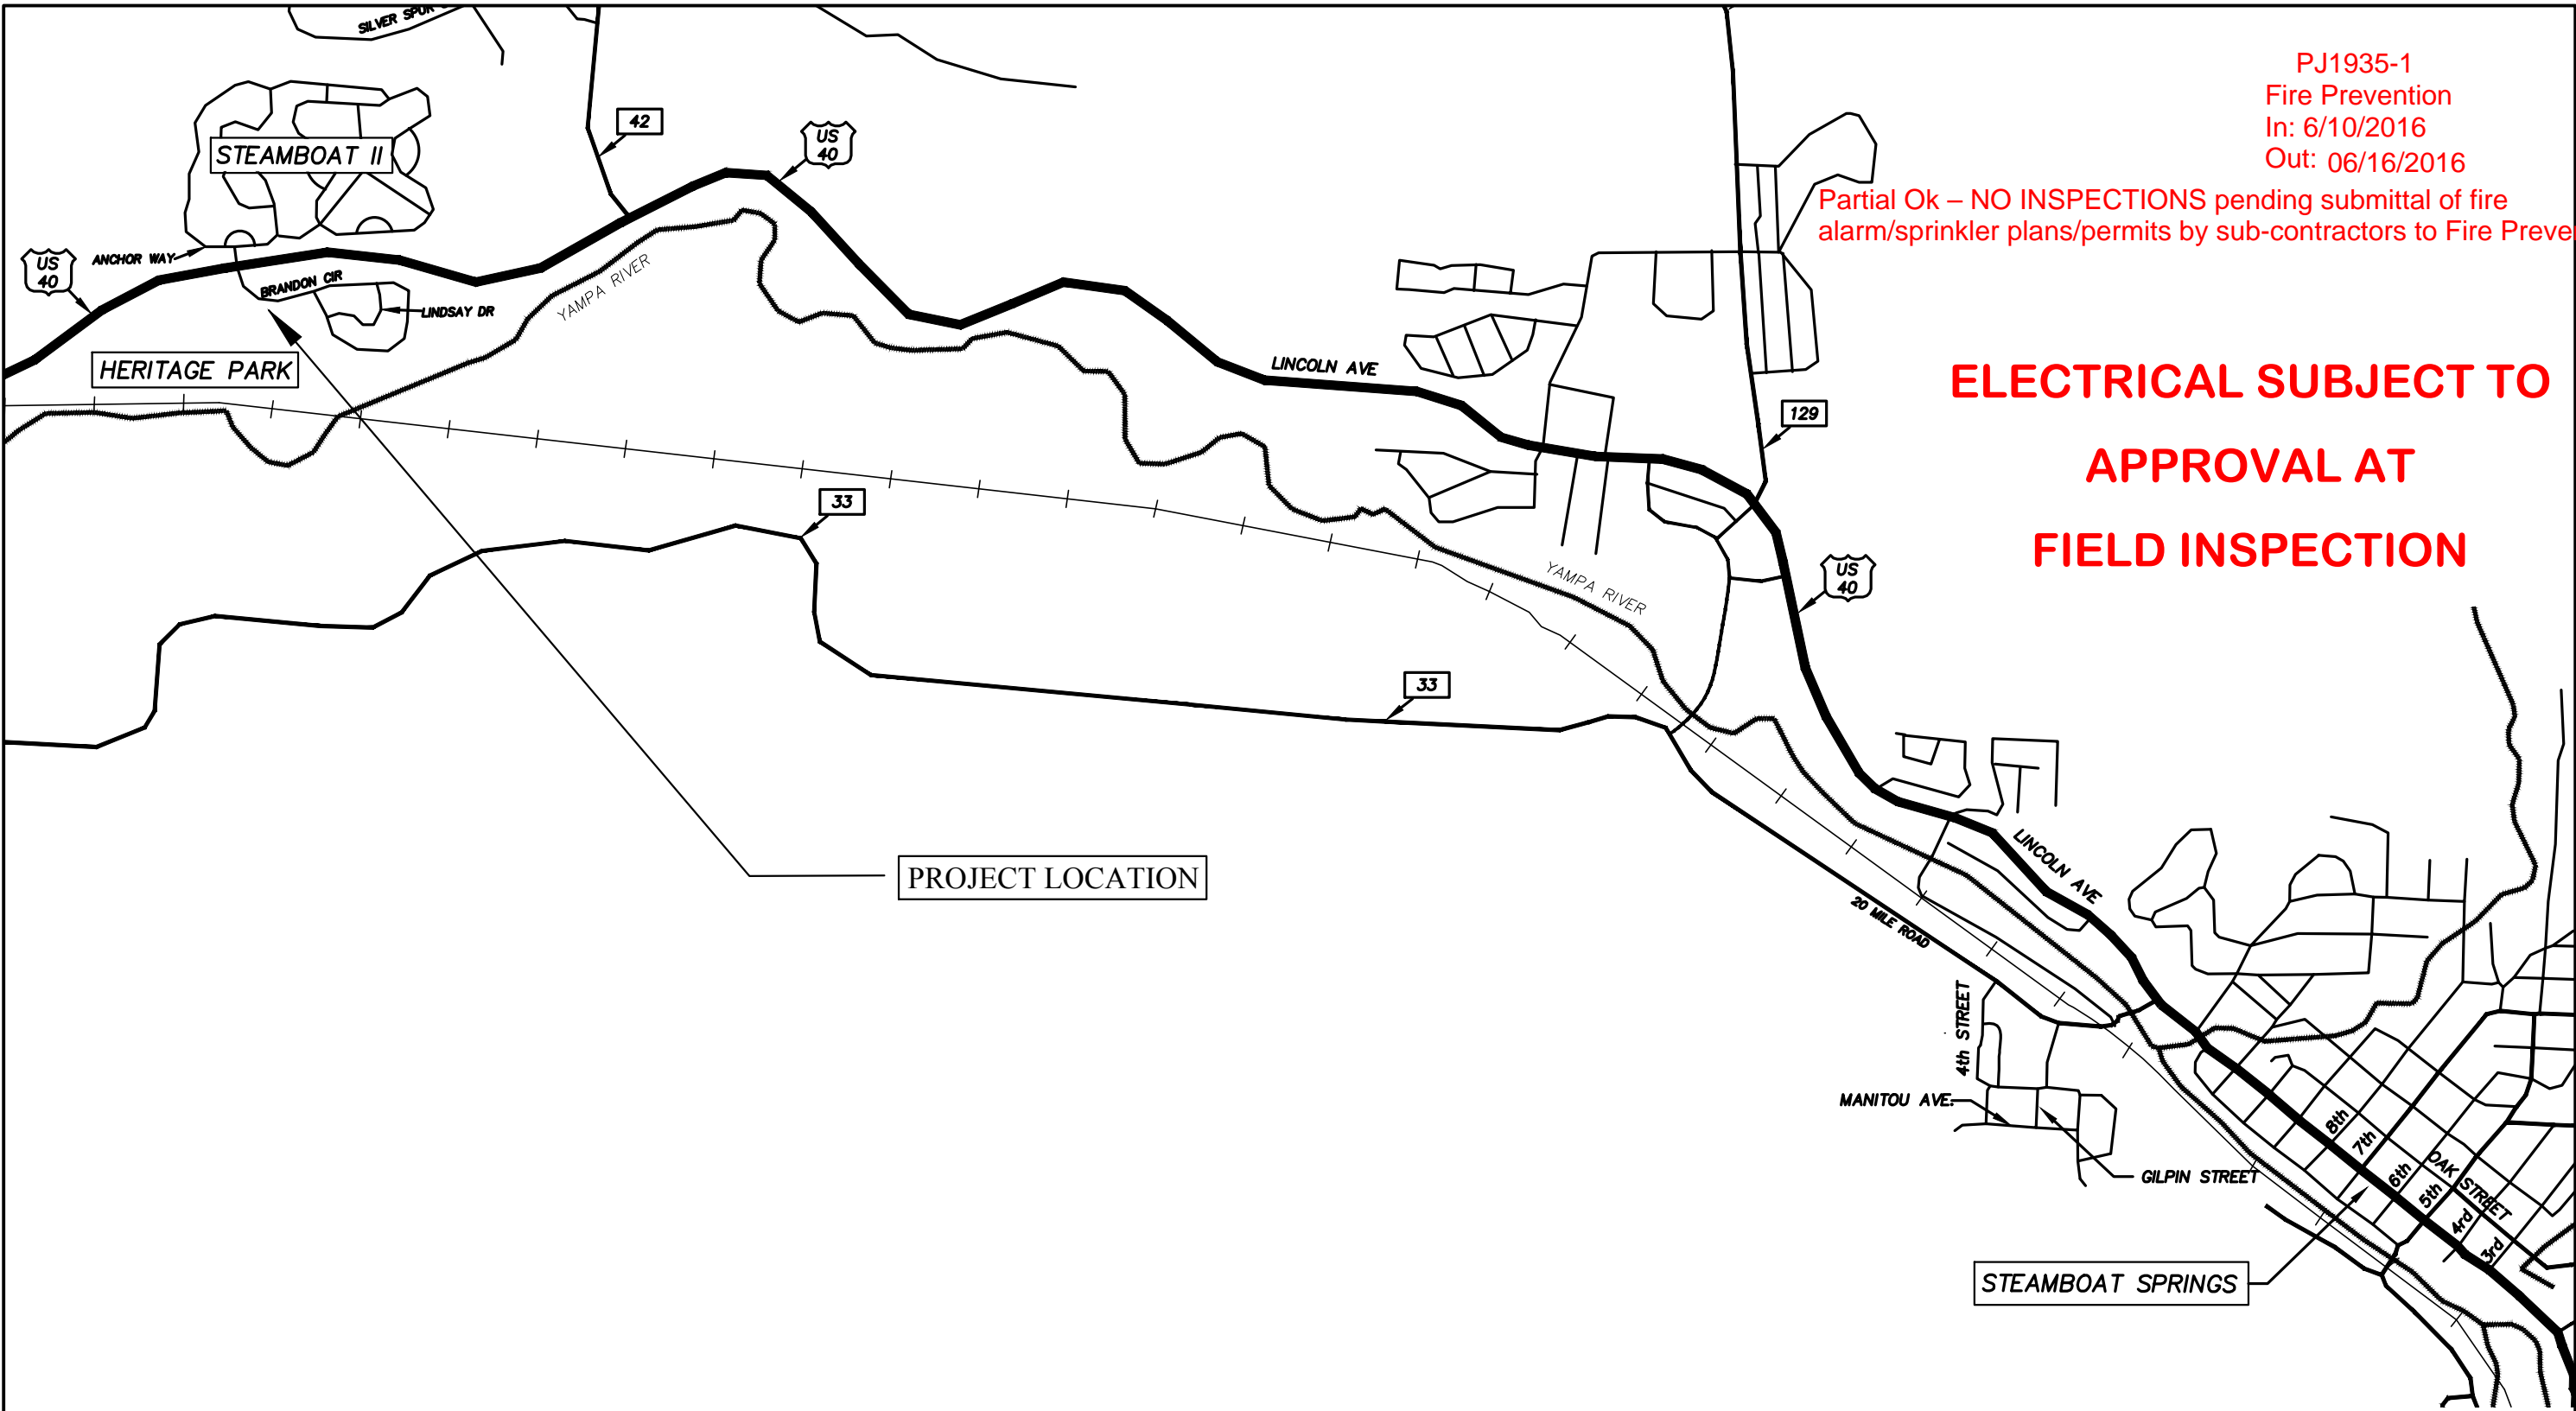 SILVER SPUR
PJ1935-1
Fire Prevention
In: 6/10/2016
Out: 06/16/2016
Partial Ok – NO INSPECTIONS pending submittal of fire
alarm/sprinkler plans/permits by sub-contractors to Fire Preve
42
US
40
STEAMBOAT II
US
40
ANCHOR WAY
BRANDON CIR
LINDSAY DR
YAMPA RIVER
HERITAGE PARK
LINCOLN AVE
ELECTRICAL SUBJECT TO
APPROVAL AT
FIELD INSPECTION
129
33
YAMPA RIVER
US
40
33
PROJECT LOCATION
LINCOLN AVE
20 MILE ROAD
4th STREET
MANITOU AVE.
GILPIN STREET
8th
7th
6th
5th
4rd
3rd
OAK STREET
STEAMBOAT SPRINGS